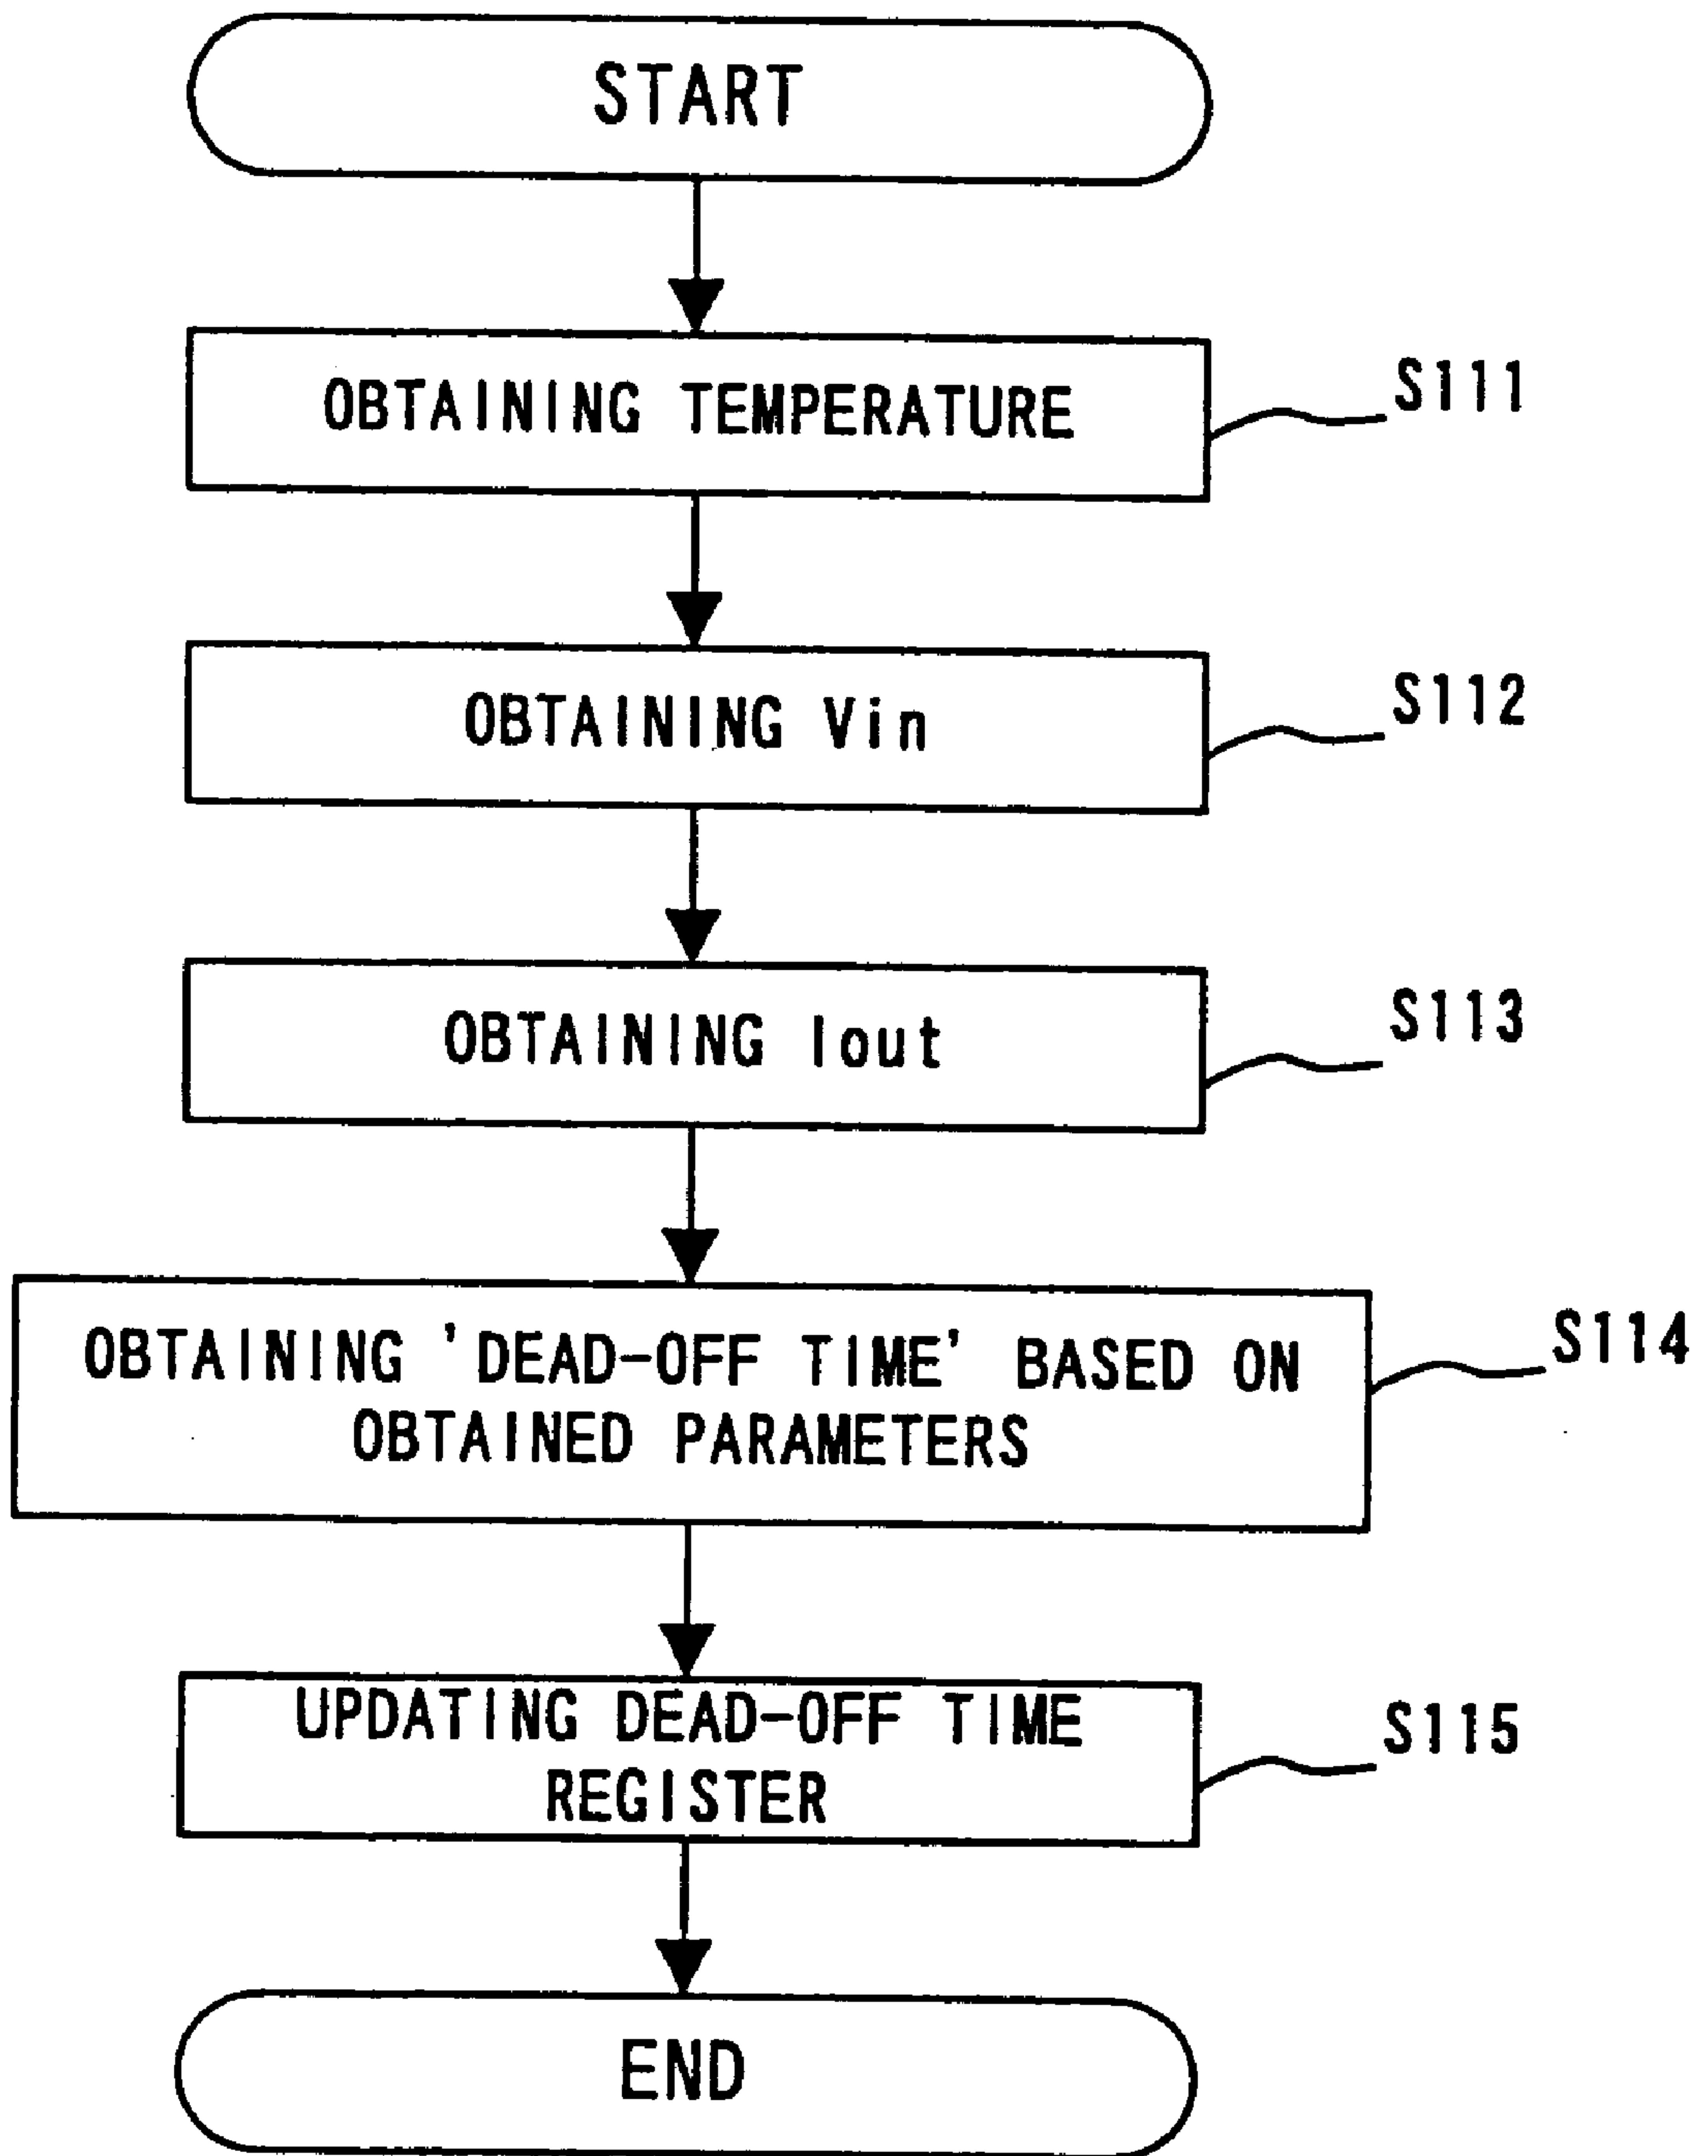 START
OBTAINING TEMPERATURE
S111
OBTAINING Vin
S112
OBTAINING Iout
S113
OBTAINING 'DEAD-OFF TIME' BASED ON
OBTAINED PARAMETERS
S114
UPDATING DEAD-OFF TIME
REGISTER
S115
END